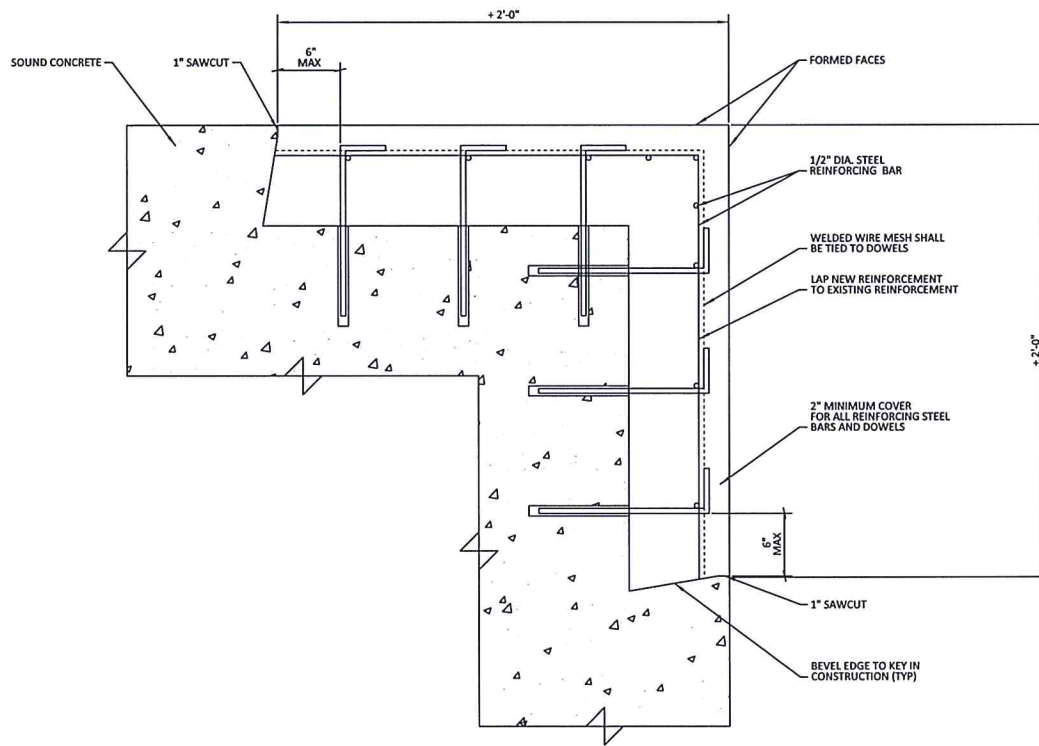 + 2'-0"
6"
MAX
SOUND CONCRETE
1" SAWCUT
FORMED FACES
1/2" DIA. STEEL
REINFORCING BAR
WELDED WIRE MESH SHALL
BE TIED TO DOWELS
LAP NEW REINFORCEMENT
TO EXISTING REINFORCEMENT
+ 2'-0"
2" MINIMUM COVER
FOR ALL REINFORCING STEEL
BARS AND DOWELS
6"
MAX
1" SAWCUT
BEVEL EDGE TO KEY IN
CONSTRUCTION (TYP)